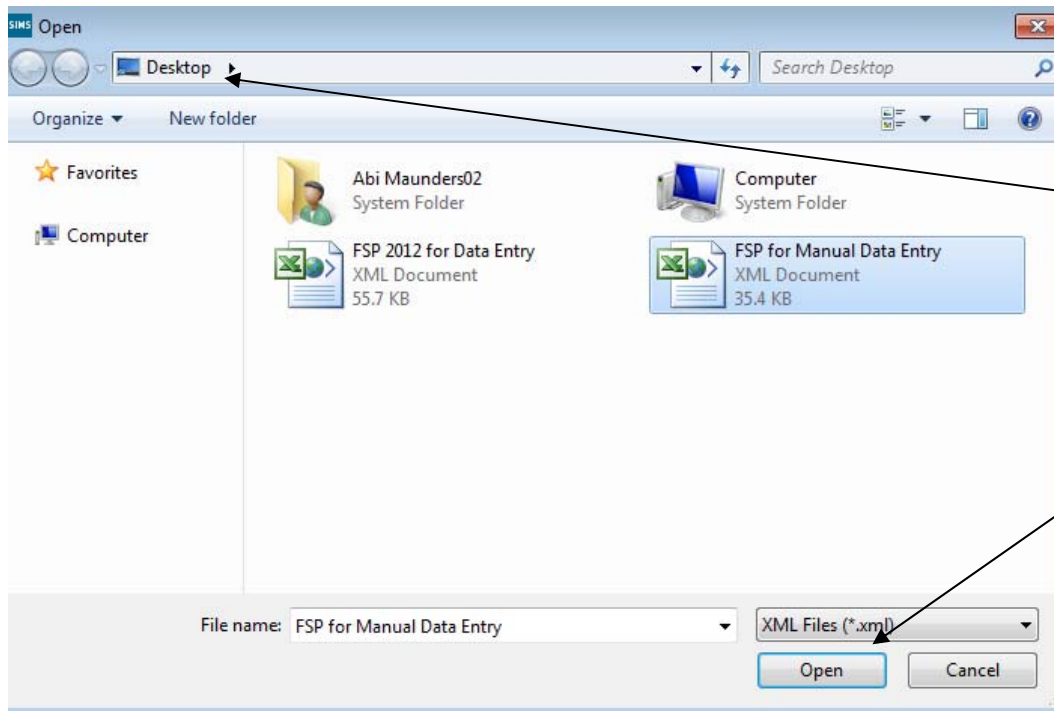 SIMS Open
Desktop
Search Desktop
Organize
New folder
Favorites
Computer
Abi Maunders02
System Folder
Computer
System Folder
FSP 2012 for Data Entry
XML Document
55.7 KB
FSP for Manual Data Entry
XML Document
35.4 KB
File name: FSP for Manual Data Entry
XML Files (*.xml)
Open
Cancel